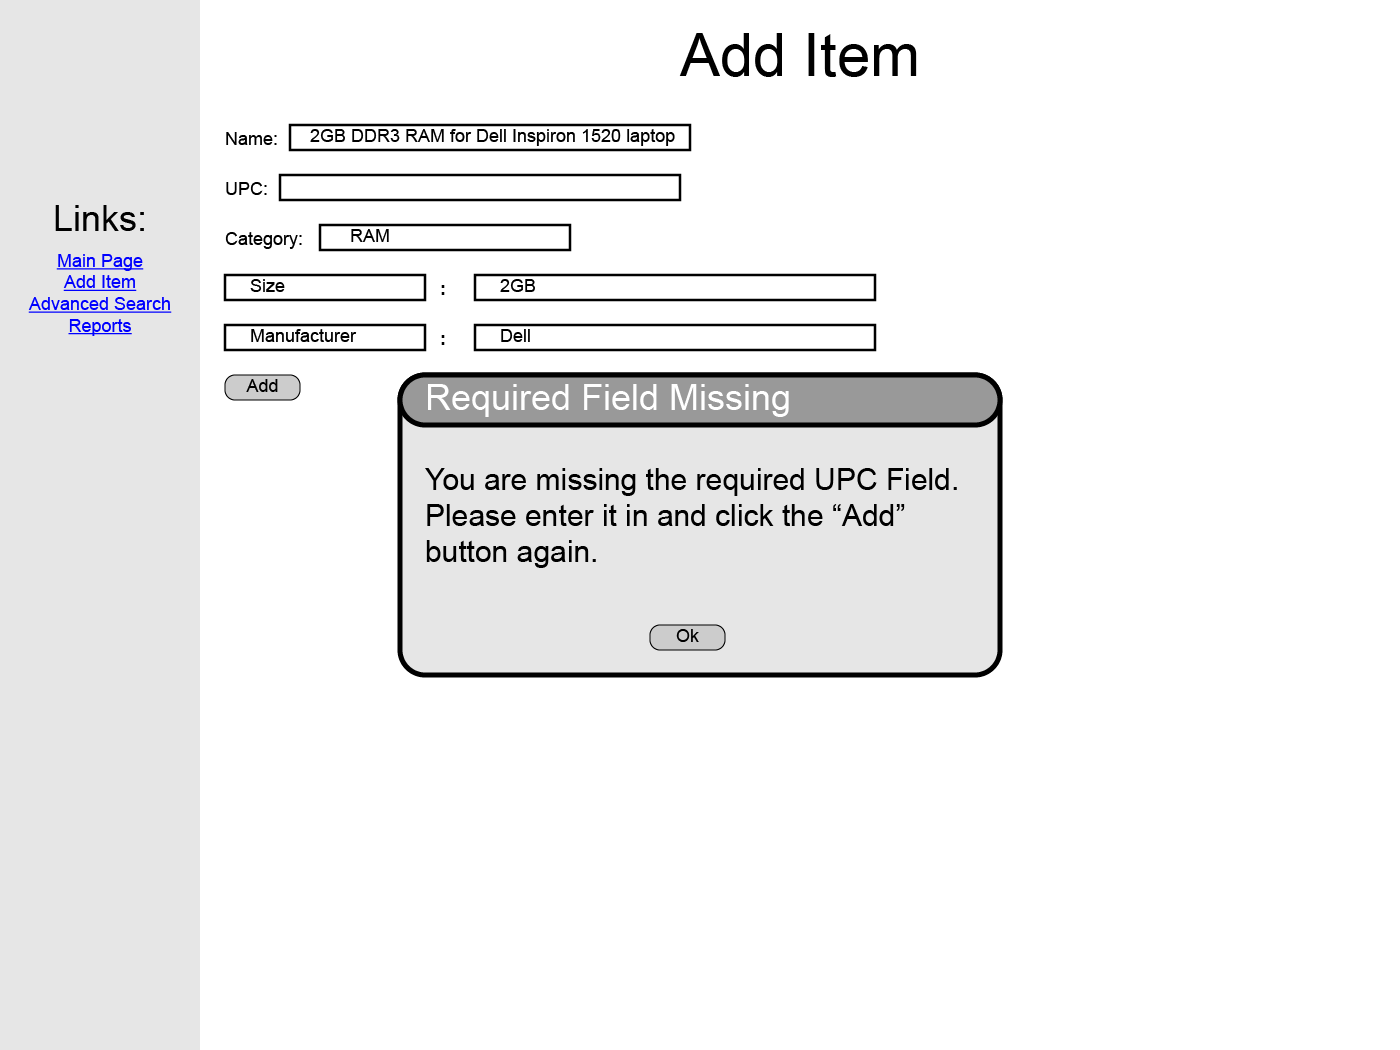 Add Item
Links:
Main Page
Add Item
Advanced Search
Reports
Name: 2GB DDR3 RAM for Dell Inspiron 1520 laptop
UPC:
Category: RAM
Size : 2GB
Manufacturer : Dell
Add
Required Field Missing
You are missing the required UPC Field.
Please enter it in and click the “Add”
button again.
Ok